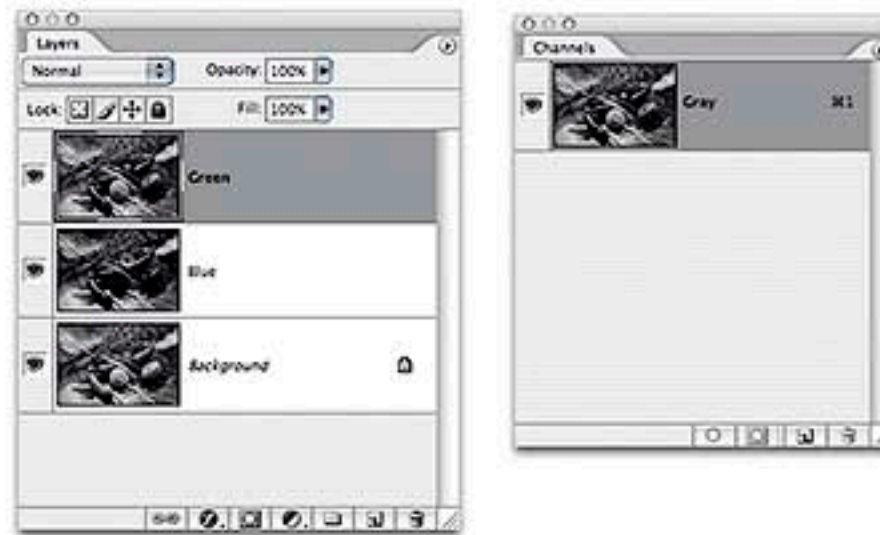 Layers
Normal Opacity: 100%
Lock: Fill: 100%
Green
Blue
Background
Channels
Gray ⌘1